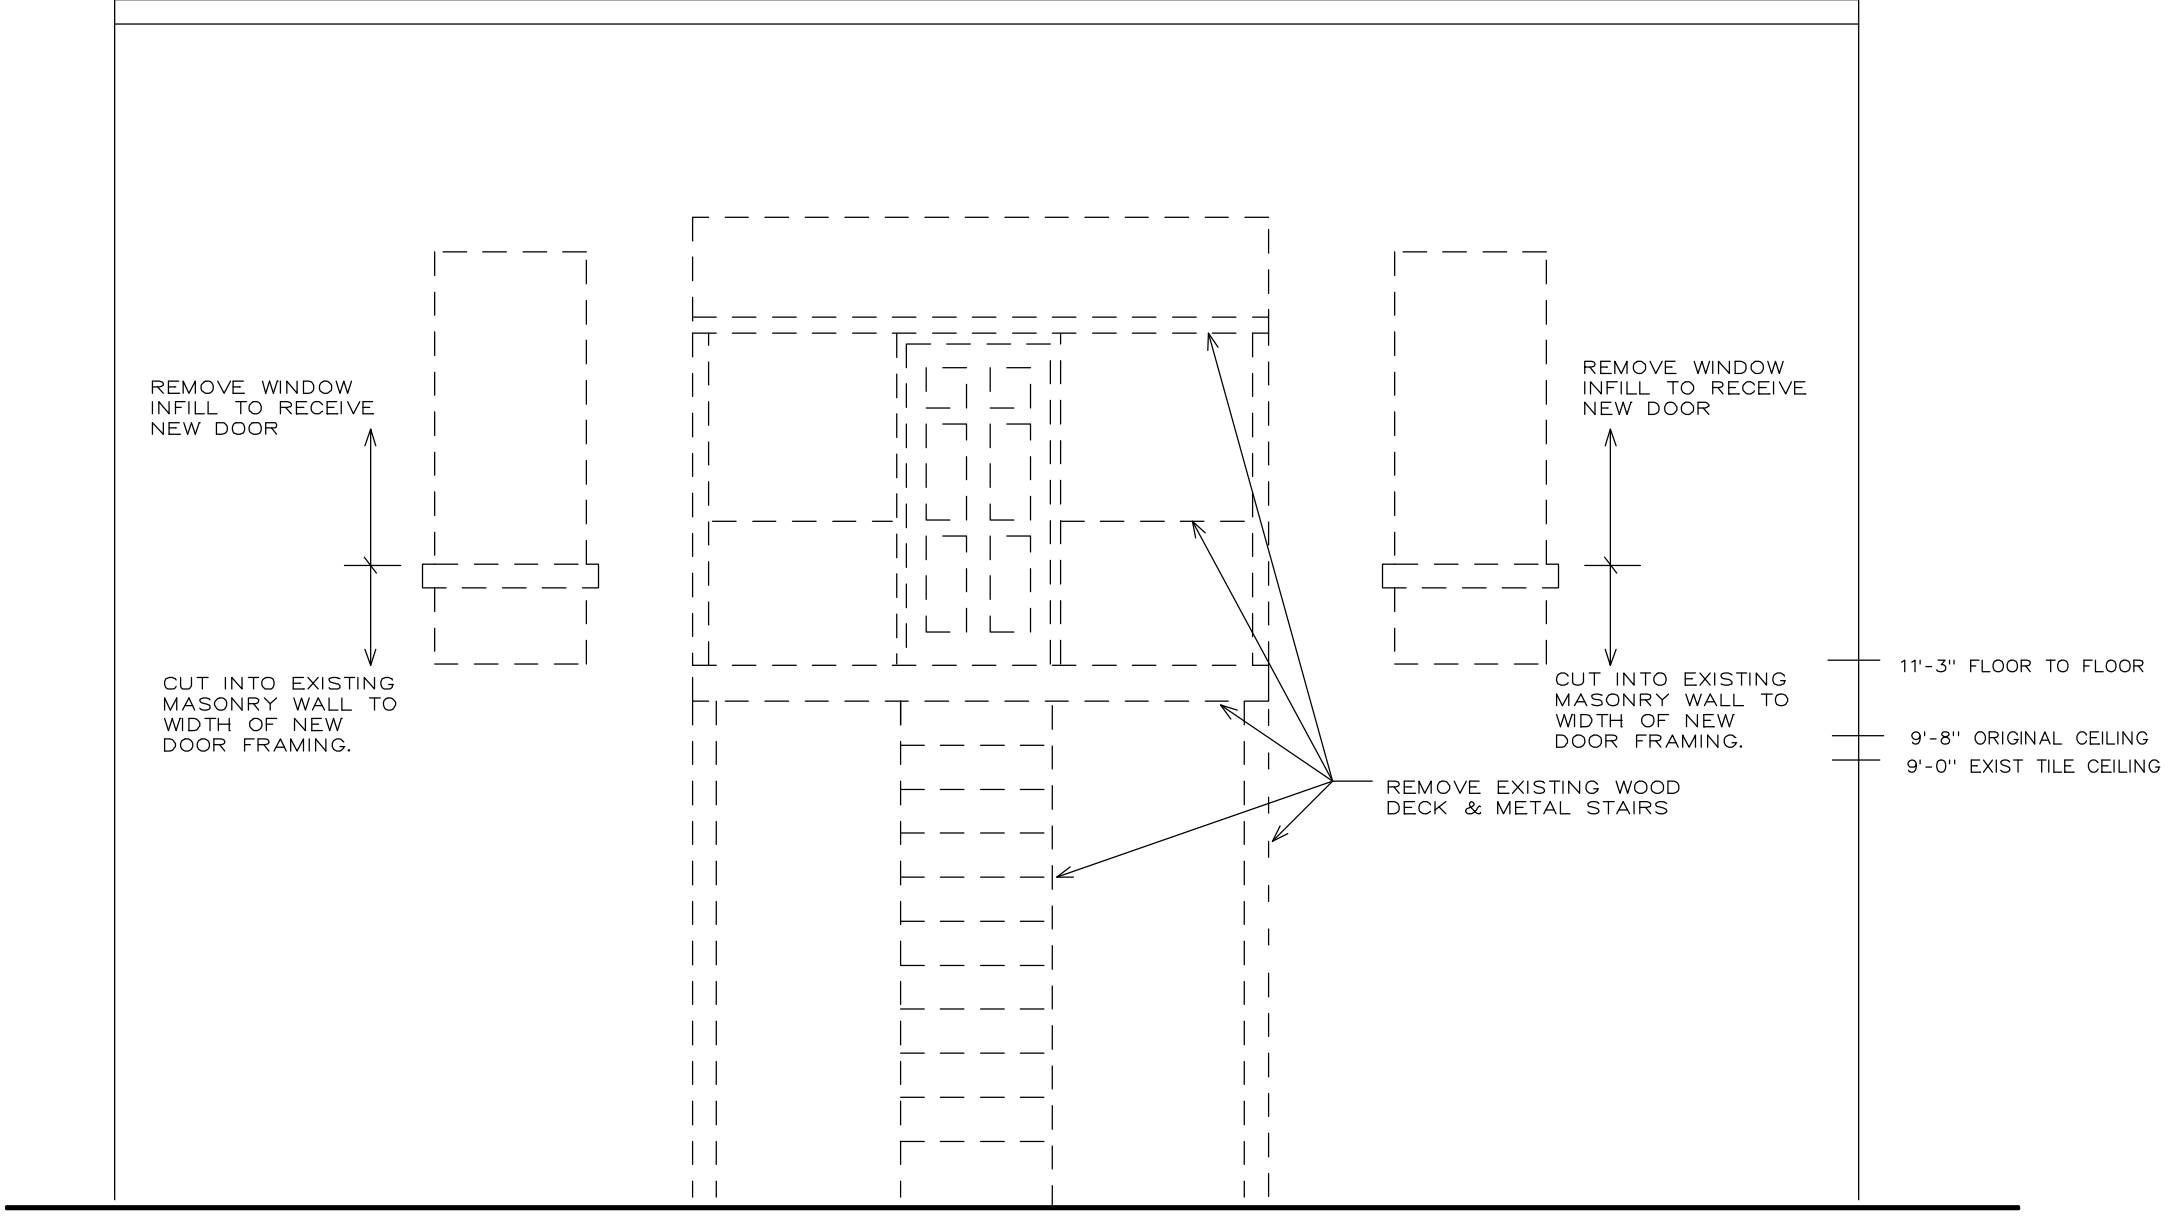 REMOVE WINDOW
INFILL TO RECEIVE
NEW DOOR
CUT INTO EXISTING
MASONRY WALL TO
WIDTH OF NEW
DOOR FRAMING.
REMOVE WINDOW
INFILL TO RECEIVE
NEW DOOR
CUT INTO EXISTING
MASONRY WALL TO
WIDTH OF NEW
DOOR FRAMING.
REMOVE EXISTING WOOD
DECK & METAL STAIRS
11'-3" FLOOR TO FLOOR
9'-8" ORIGINAL CEILING
9'-0" EXIST TILE CEILING